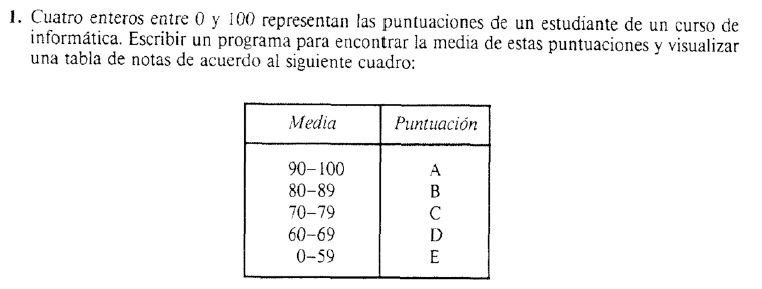 1. Cuatro enteros entre 0 y 100 representan las puntuaciones de un estudiante de un curso de
informática. Escribir un programa para encontrar la media de estas puntuaciones y visualizar
una tabla de notas de acuerdo al siguiente cuadro:
Media Puntuación
90–100 A
80–89 B
70–79 C
60–69 D
0–59 E